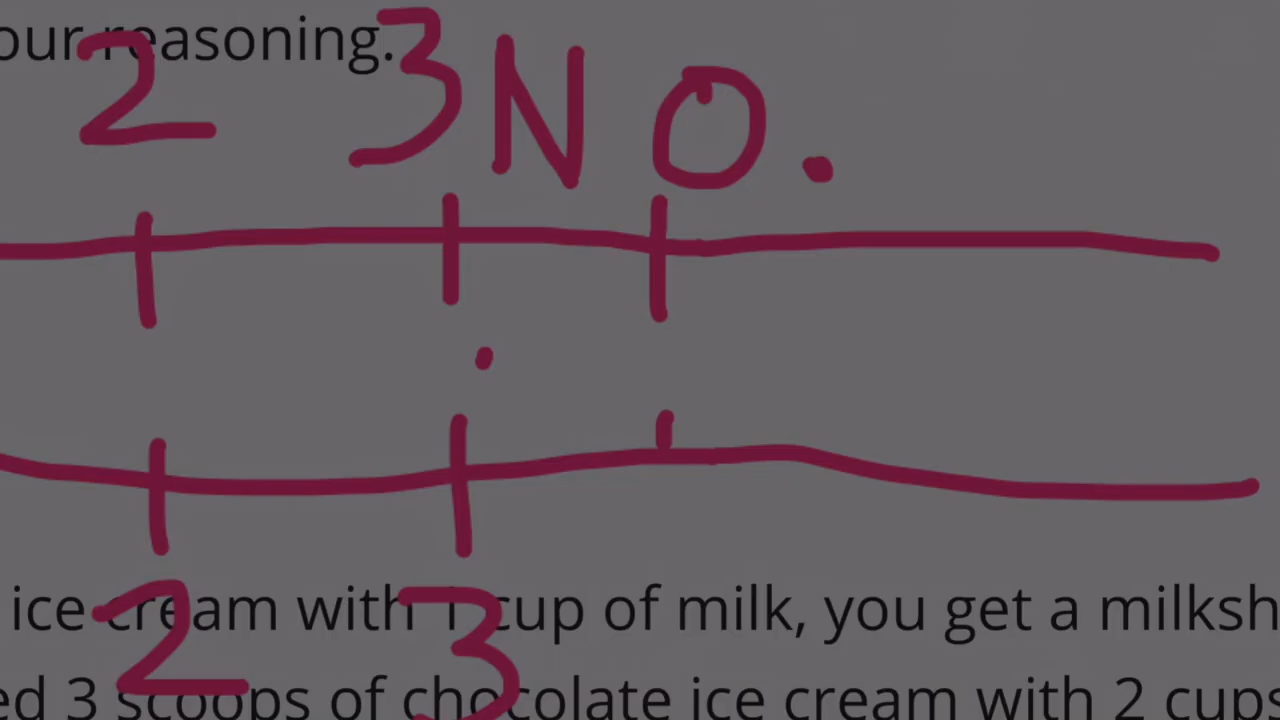 our reasoning.
2 3 NO.
ice cream with 1 cup of milk, you get a milksh
ed 3 scoops of chocolate ice cream with 2 cups
2 3